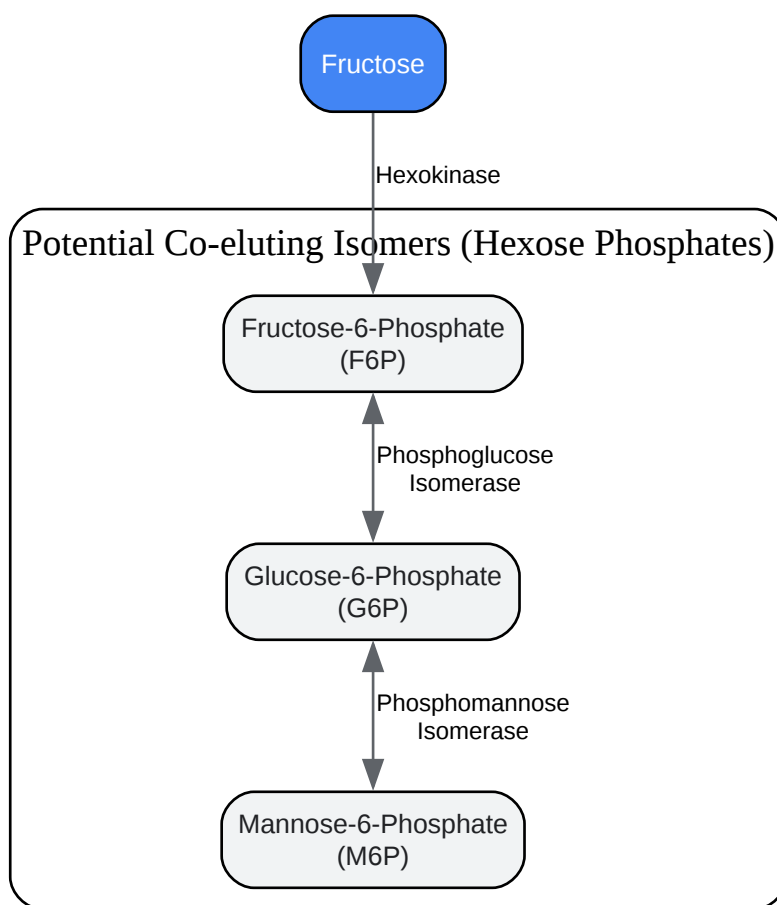 Fructose
Hexokinase
Potential Co-eluting Isomers (Hexose Phosphates)
Fructose-6-Phosphate
(F6P)
Phosphoglucose
Isomerase
Glucose-6-Phosphate
(G6P)
Phosphomannose
Isomerase
Mannose-6-Phosphate
(M6P)